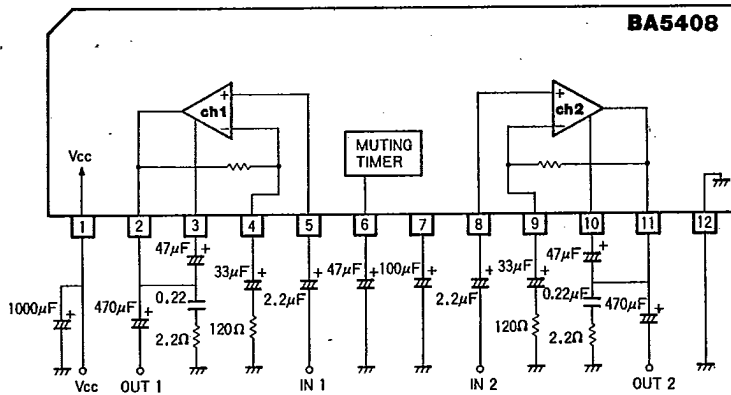 BA5408
ch1
ch2
MUTING
TIMER
Vcc
1
2
3
4
5
6
7
8
9
10
11
12
47μF
47μF
33μF
2.2μF
47μF
100μF
2.2μF
33μF
1000μF
470μF
0.22
0.22μF
470μF
2.2Ω
120Ω
120Ω
2.2Ω
Vcc
OUT 1
IN 1
IN 2
OUT 2